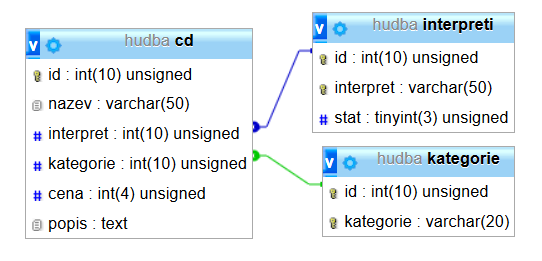 v hudba cd
id : int(10) unsigned
nazev : varchar(50)
# interpret : int(10) unsigned
# kategorie : int(10) unsigned
# cena : int(4) unsigned
popis : text
v hudba interpreti
id : int(10) unsigned
interpret : varchar(50)
# stat : tinyint(3) unsigned
v hudba kategorie
id : int(10) unsigned
kategorie : varchar(20)